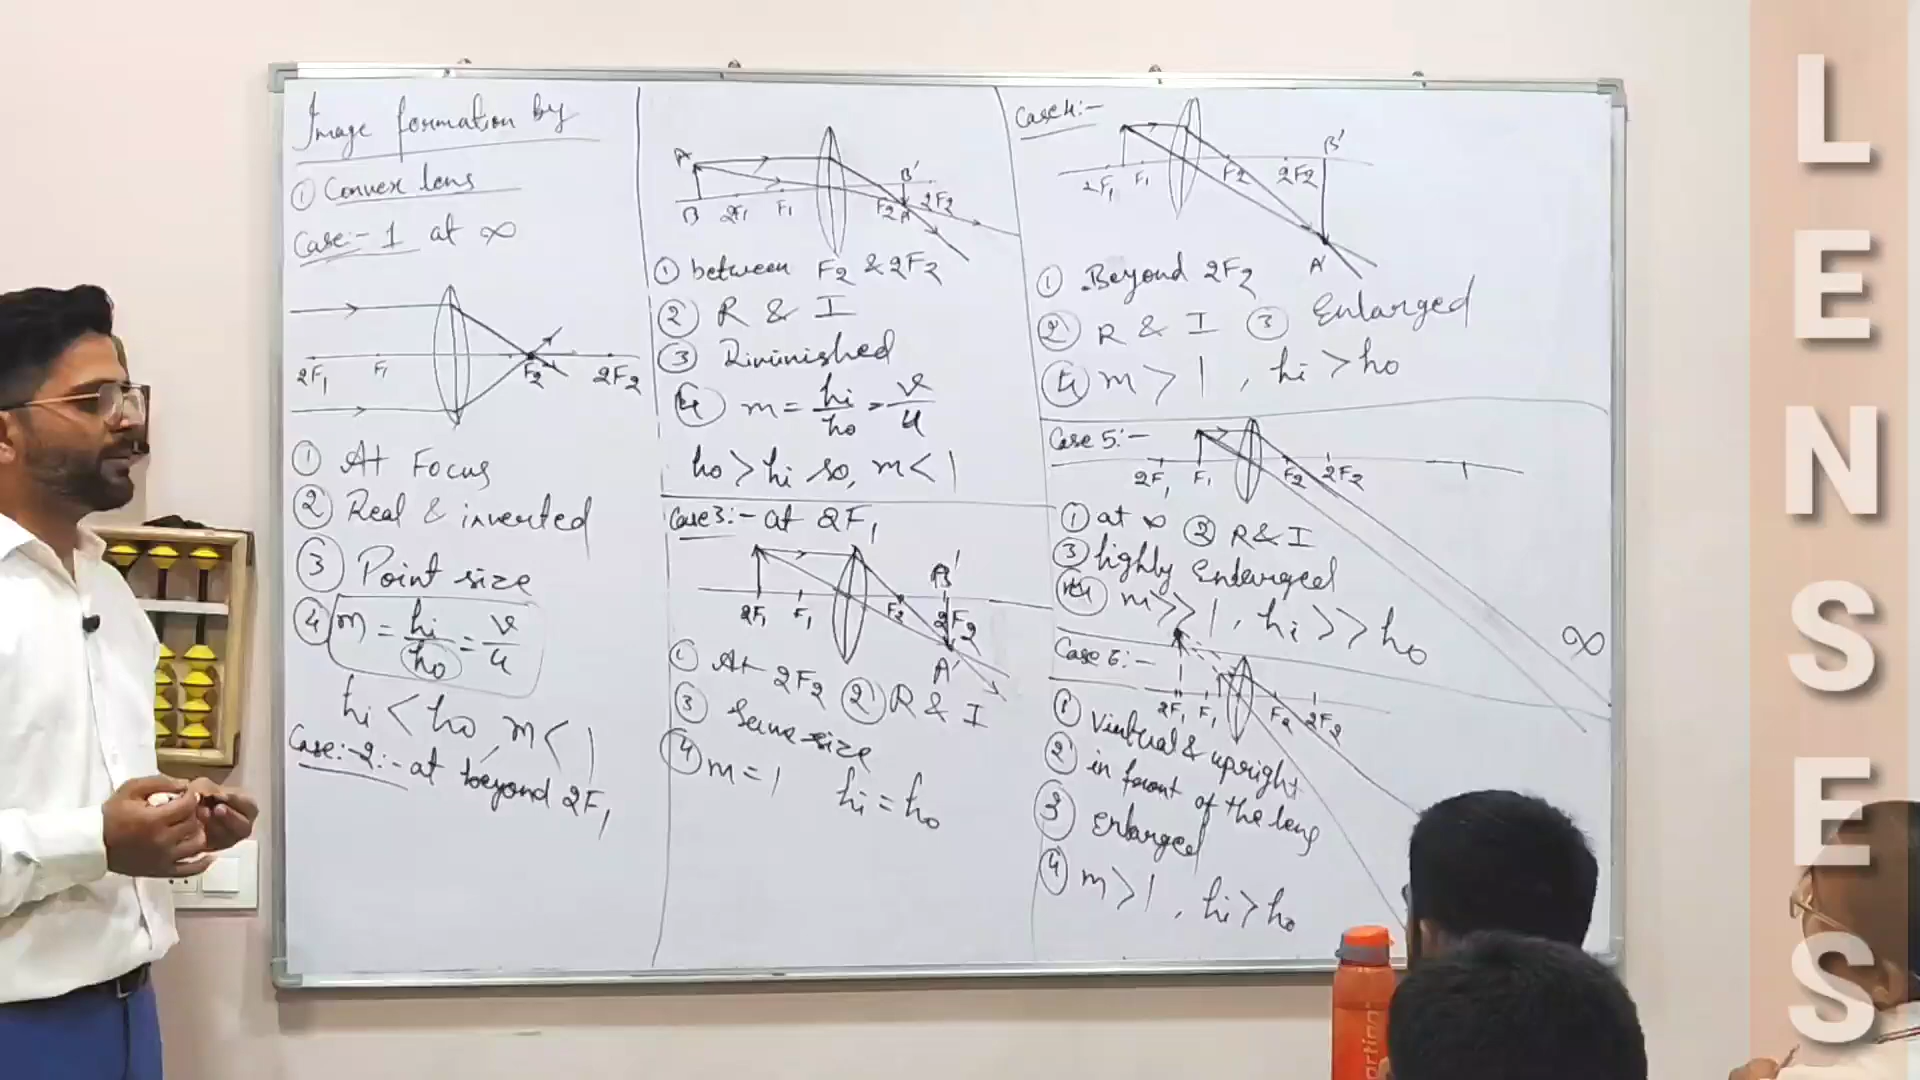 Image formation by
① Convex lens
Case:- 1 at ∞
2F₁ F₁ F₂ 2F₂
① At Focus
② Real & inverted
③ Point size
④ m = hi/ho = v/u
hi < ho, m < 1
Case:-2:- at beyond 2F₁
A B 2F₁ F₁ F₂ B' A' 2F₂
① between F₂ & 2F₂
② R & I
③ Diminished
④ m = hi/ho = v/u
ho > hi so, m < 1
Case3:- at 2F₁
2F₁ F₁ F₂ B' 2F₂ A'
① At 2F₂ ② R & I
③ Same size
④ m = 1 hi = ho
Case4:-
2F₁ F₁ F₂ 2F₂ B' A'
① Beyond 2F₂
② R & I ③ Enlarged
④ m > 1, hi > ho
Case 5:-
2F₁ F₁ F₂ 2F₂
① at ∞ ② R & I
③ highly Enlarged
④ m >> 1, hi >> ho
∞
Case 6:-
2F₁ F₁ F₂ 2F₂
① Virtual & upright
② in front of the lens
③ Enlarged
④ m > 1, hi > ho
LENSES